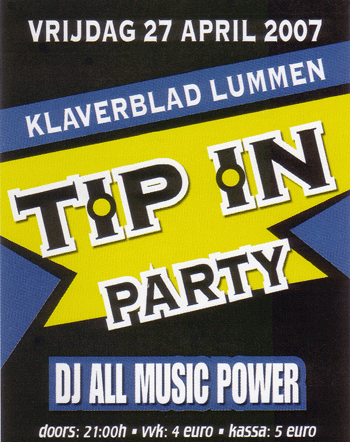 VRIJDAG 27 APRIL 2007
KLAVERBLAD LUMMEN
TIP IN
PARTY
DJ ALL MUSIC POWER
doors: 21:00h • vvk: 4 euro • kassa: 5 euro